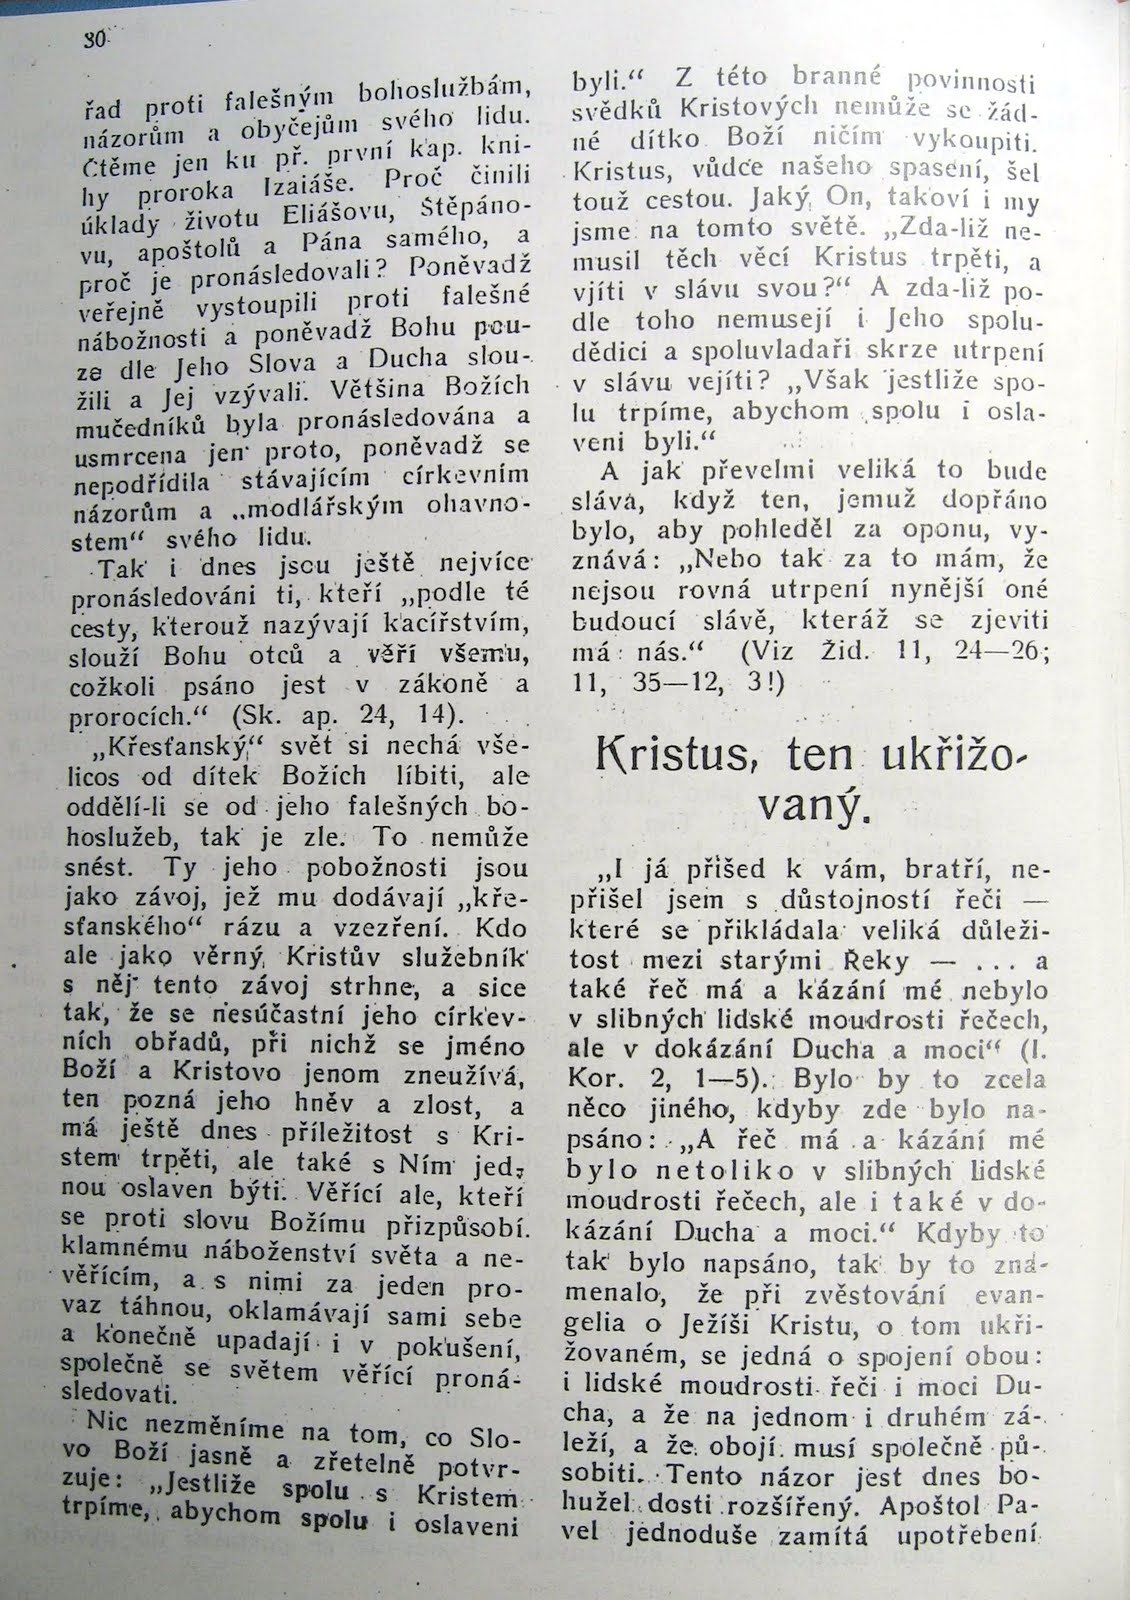 30
řad proti falešným bohoslužbám,
názorům a obyčejům svého lidu.
Čtěme jen ku př. první kap. kni-
hy proroka Izaiáše. Proč činili
úklady životu Eliášovu, Štěpáno-
vu, apoštolů a Pána samého, a
proč je pronásledovali? Poněvadž
veřejně vystoupili proti falešné
nábožnosti a poněvadž Bohu pou-
ze dle Jeho Slova a Ducha slou-
žili a Jej vzývali. Většina Božích
mučedníků byla pronásledována a
usmrcena jen proto, poněvadž se
nepodřídila stávajícím církevním
názorům a „modlářským ohavno-
stem“ svého lidu.
Tak i dnes jsou ještě nejvíce
pronásledováni ti, kteří „podle té
cesty, kterouž nazývají kacířstvím,
slouží Bohu otců a věří všemu,
cožkoli psáno jest v zákoně a
prorocích.“ (Sk. ap. 24, 14).
„Křesťanský“ svět si nechá vše-
licos od dítek Božích líbiti, ale
oddělí-li se od jeho falešných bo-
hoslužeb, tak je zle. To nemůže
snést. Ty jeho pobožnosti jsou
jako závoj, jež mu dodávají „kře-
sťanského“ rázu a vzezření. Kdo
ale jako věrný Kristův služebník
s něj tento závoj strhne, a sice
tak, že se nesúčastní jeho církev-
ních obřadů, při nichž se jméno
Boží a Kristovo jenom zneužívá,
ten pozná jeho hněv a zlost, a
má ještě dnes příležitost s Kri-
stem trpěti, ale také s Ním jed-
nou oslaven býti. Věřící ale, kteří
se proti slovu Božímu přizpůsobí
klamnému náboženství světa a ne-
věřícím, a s nimi za jeden pro-
vaz táhnou, oklamávají sami sebe
a konečně upadají i v pokušení,
společně se světem věřící proná-
sledovati.
Nic nezměníme na tom, co Slo-
vo Boží jasně a zřetelně potvr-
zuje: „Jestliže spolu s Kristem
trpíme, abychom spolu i oslaveni
byli.“ Z této branné povinnosti
svědků Kristových nemůže se žád-
né dítko Boží ničím vykoupiti.
Kristus, vůdce našeho spasení, šel
touž cestou. Jaký On, takoví i my
jsme na tomto světě. „Zda-liž ne-
musil těch věcí Kristus trpěti, a
vjíti v slávu svou?“ A zda-liž po-
dle toho nemusejí i Jeho spolu-
dědici a spoluvladaři skrze utrpení
v slávu vejíti? „Však jestliže spo-
lu trpíme, abychom spolu i osla-
veni byli.“
A jak převelmi veliká to bude
sláva, když ten, jemuž dopřáno
bylo, aby pohleděl za oponu, vy-
znává: „Nebo tak za to mám, že
nejsou rovná utrpení nynější oné
budoucí slávě, kteráž se zjeviti
má nás.“ (Viz Žid. 11, 24—26;
11, 35—12, 3!)
Kristus, ten ukřižo-
vaný.
„I já přišed k vám, bratří, ne-
přišel jsem s důstojností řeči —
které se přikládala veliká důleži-
tost mezi starými Řeky — ... a
také řeč má a kázání mé nebylo
v slibných lidské moudrosti řečech,
ale v dokázání Ducha a moci“ (I.
Kor. 2, 1—5). Bylo by to zcela
něco jiného, kdyby zde bylo na-
psáno: „A řeč má a kázání mé
bylo netoliko v slibných lidské
moudrosti řečech, ale i také v do-
kázání Ducha a moci.“ Kdyby to
tak bylo napsáno, tak by to zna-
menalo, že při zvěstování evan-
gelia o Ježíši Kristu, o tom ukři-
žovaném, se jedná o spojení obou:
i lidské moudrosti řeči i moci Du-
cha, a že na jednom i druhém zá-
leží, a že obojí musí společně pů-
sobiti. Tento názor jest dnes bo-
hužel dosti rozšířený. Apoštol Pa-
vel jednoduše zamítá upotřebení